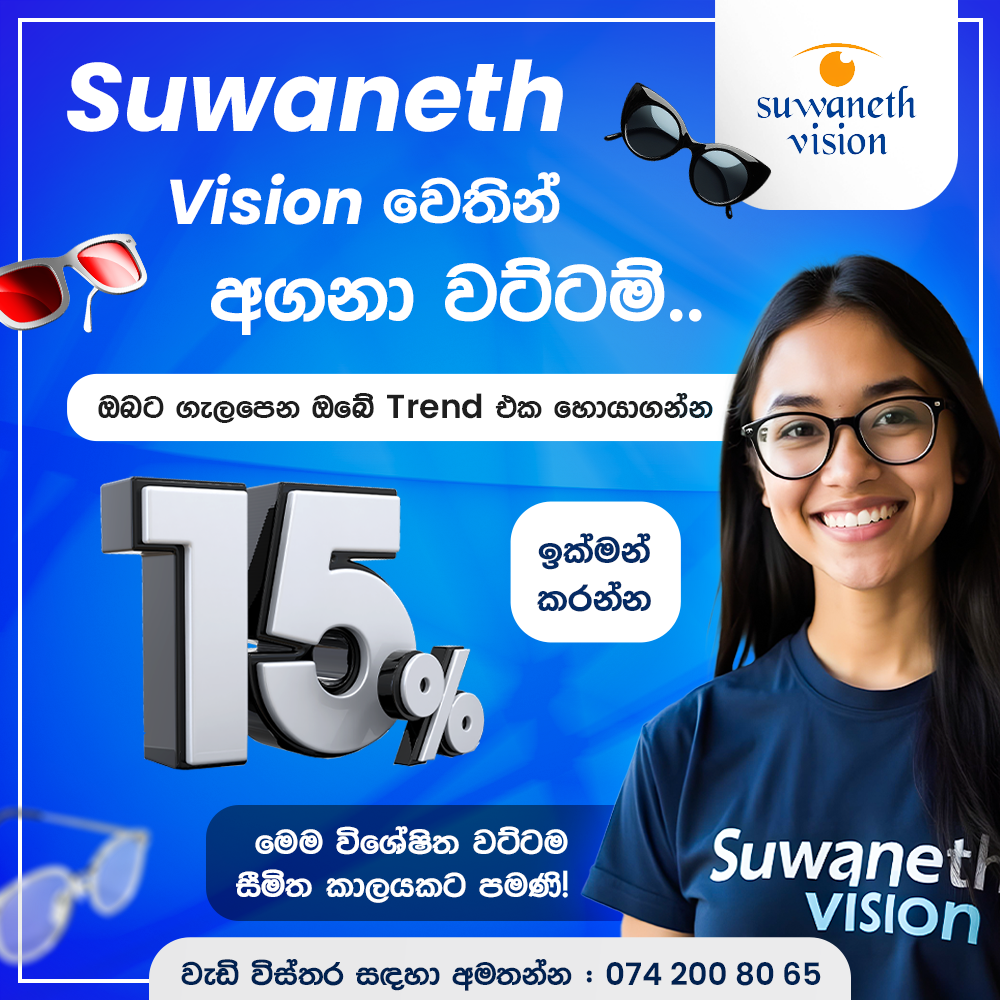 Suwaneth
Vision වෙතින්
අගනා වට්ටම්..
suwaneth
vision
ඔබට ගැලපෙන ඔබේ Trend එක හොයාගන්න
15%
ඉක්මන්
කරන්න
Suwaneth
vision
මෙම විශේෂිත වට්ටම
සීමිත කාලයකට පමණි!
වැඩි විස්තර සඳහා අමතන්න : 074 200 80 65